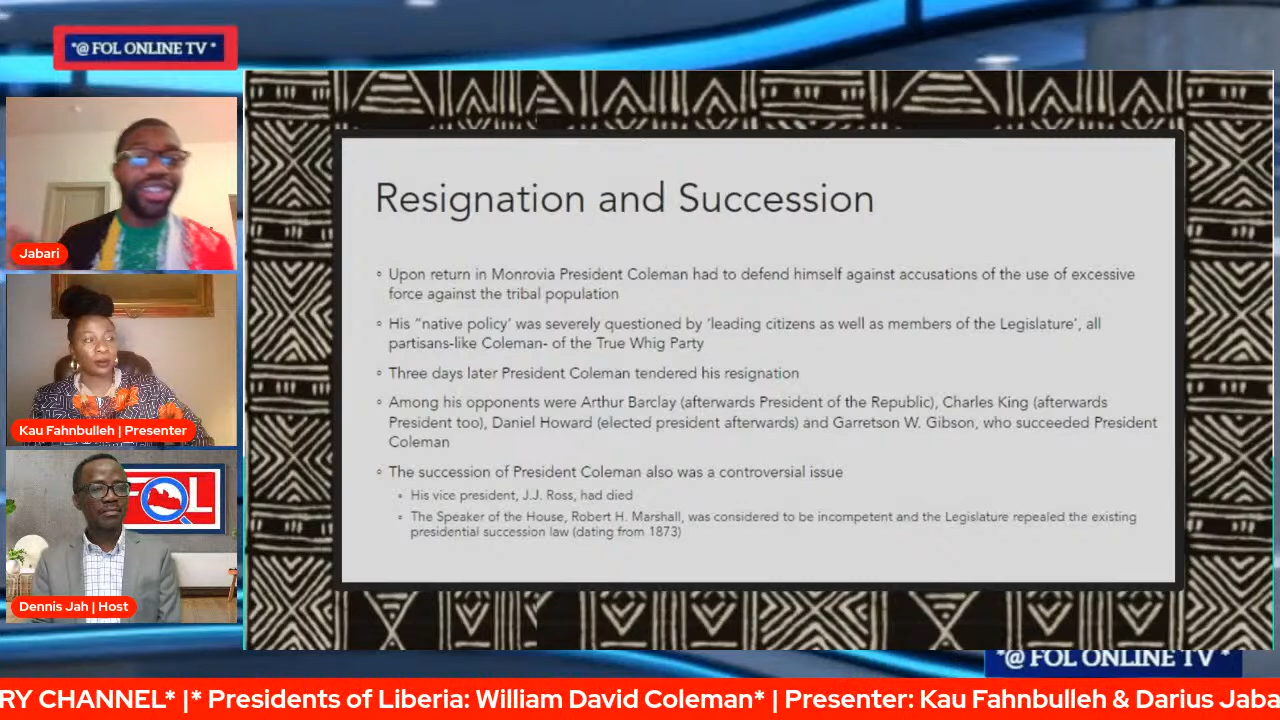 *@ FOL ONLINE TV *
Jabari
Kau Fahnbulleh | Presenter
FOL
Dennis Jah | Host
Resignation and Succession
◦ Upon return in Monrovia President Coleman had to defend himself against accusations of the use of excessive
force against the tribal population
◦ His “native policy’ was severely questioned by ‘leading citizens as well as members of the Legislature’, all
partisans-like Coleman- of the True Whig Party
◦ Three days later President Coleman tendered his resignation
◦ Among his opponents were Arthur Barclay (afterwards President of the Republic), Charles King (afterwards
President too), Daniel Howard (elected president afterwards) and Garretson W. Gibson, who succeeded President
Coleman
◦ The succession of President Coleman also was a controversial issue
◦ His vice president, J.J. Ross, had died
◦ The Speaker of the House, Robert H. Marshall, was considered to be incompetent and the Legislature repealed the existing
presidential succession law (dating from 1873)
*@ FOL ONLINE TV *
RY CHANNEL* |* Presidents of Liberia: William David Coleman* | Presenter: Kau Fahnbulleh & Darius Jaba